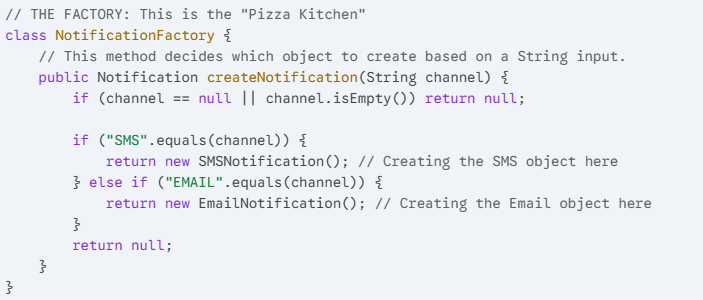 // THE FACTORY: This is the "Pizza Kitchen"
class NotificationFactory {
    // This method decides which object to create based on a String input.
    public Notification createNotification(String channel) {
        if (channel == null || channel.isEmpty()) return null;

        if ("SMS".equals(channel)) {
            return new SMSNotification(); // Creating the SMS object here
        } else if ("EMAIL".equals(channel)) {
            return new EmailNotification(); // Creating the Email object here
        }
        return null;
    }
}